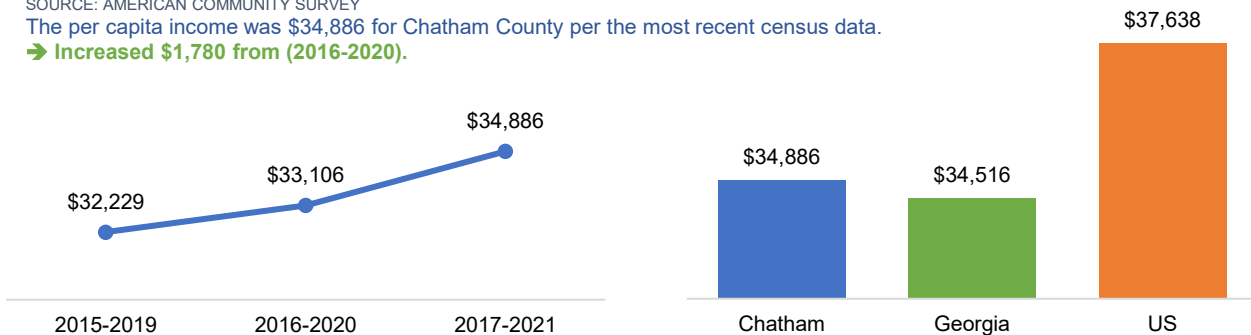 SOURCE: AMERICAN COMMUNITY SURVEY
The per capita income was $34,886 for Chatham County per the most recent census data.
➔ Increased $1,780 from (2016-2020).
$32,229
$33,106
$34,886
2015-2019
2016-2020
2017-2021
$34,886
$34,516
$37,638
Chatham
Georgia
US